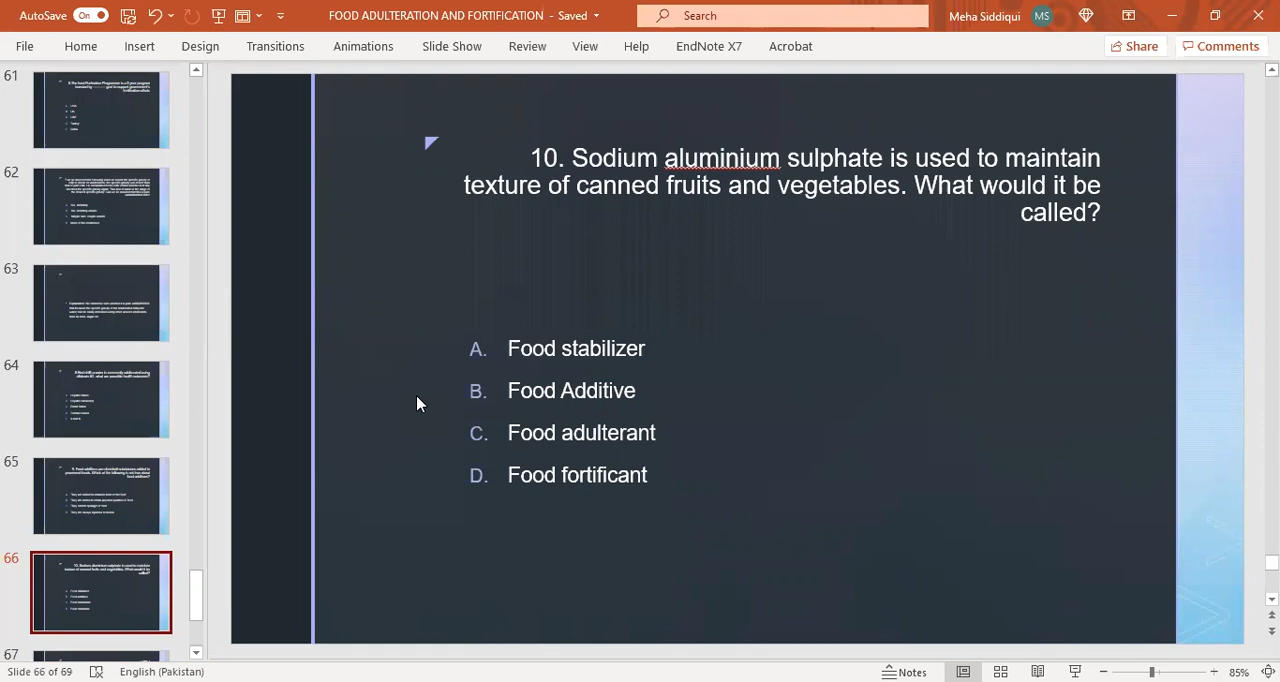 AutoSave On FOOD ADULTERATION AND FORTIFICATION - Saved Search Meha Siddiqui MS
File Home Insert Design Transitions Animations Slide Show Review View Help EndNote X7 Acrobat Share Comments
61
62
63
64
65
66
67
10. Sodium aluminium sulphate is used to maintain
texture of canned fruits and vegetables. What would it be
called?
A. Food stabilizer
B. Food Additive
C. Food adulterant
D. Food fortificant
Slide 66 of 69 English (Pakistan) Notes 85%